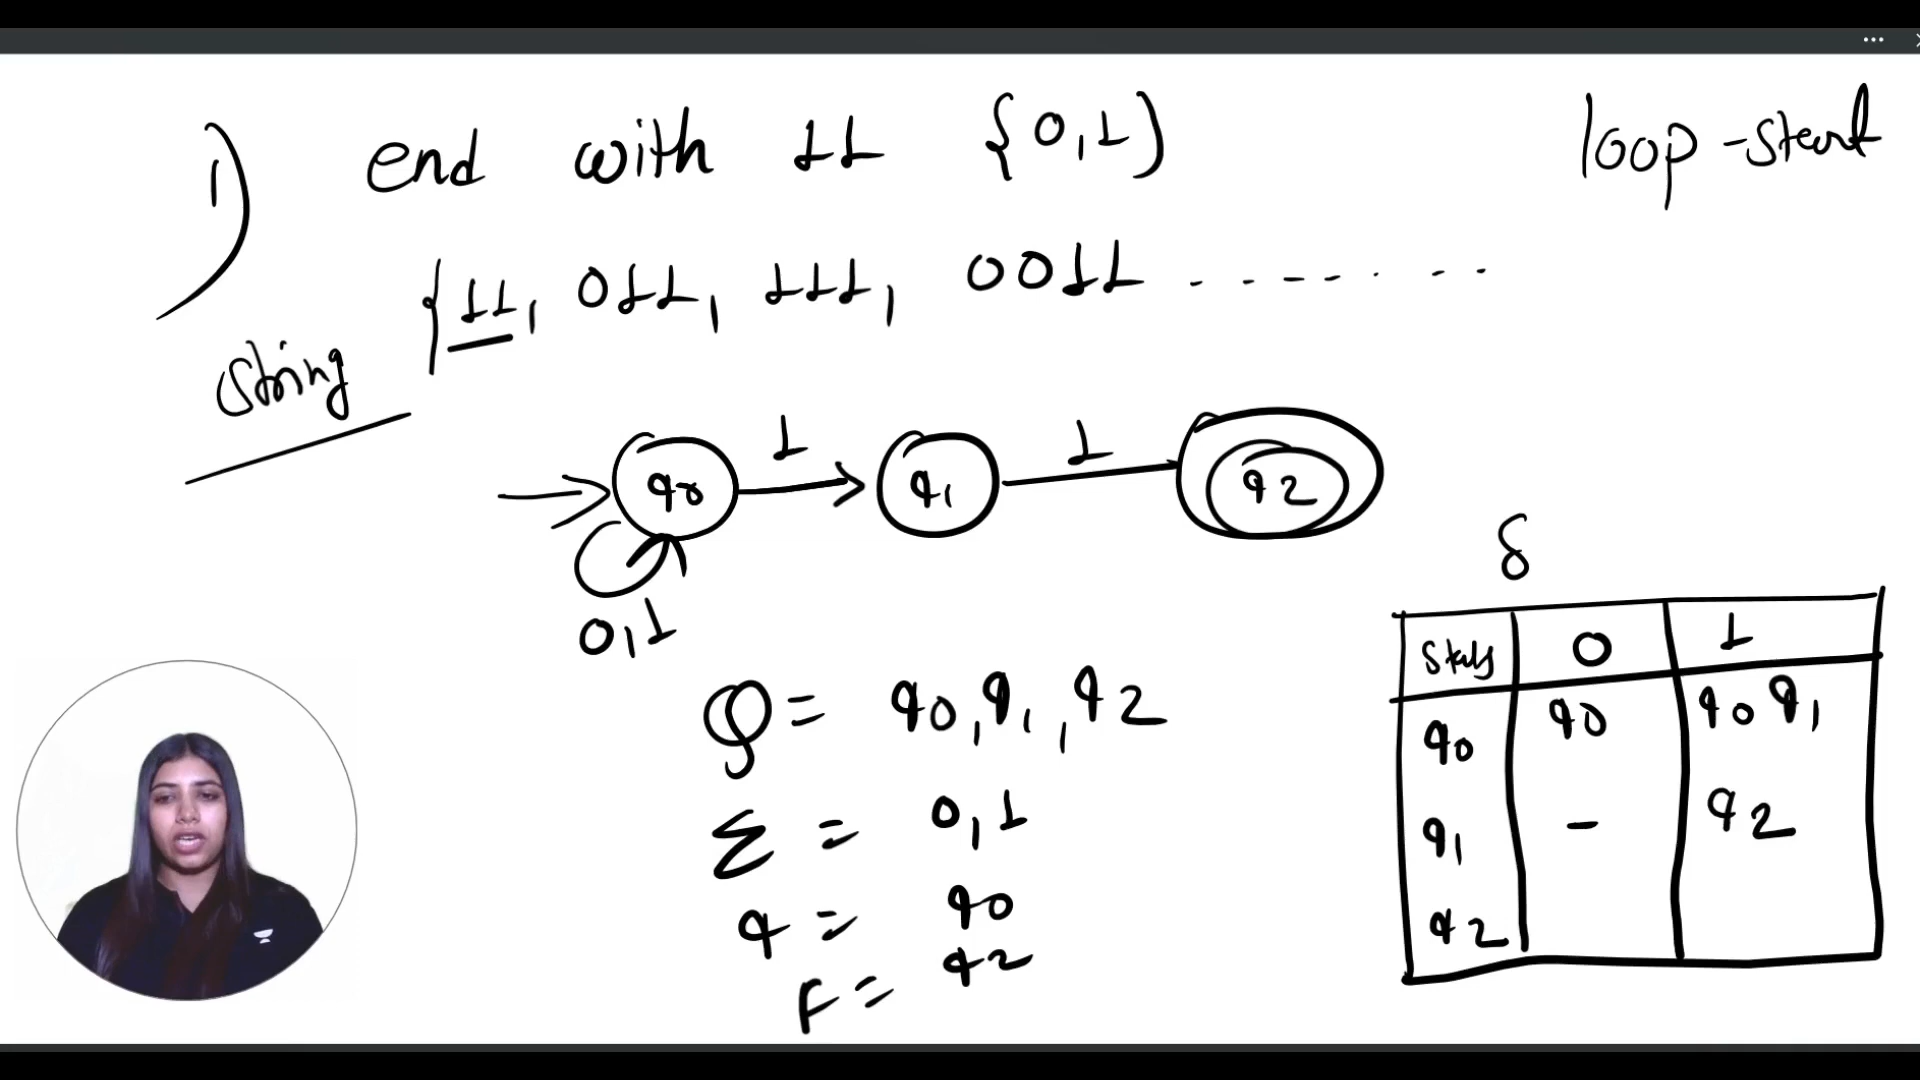 1) end with 11 {0,1}
loop - start
{11, 011, 111, 0011 - - - - - - - -
string
q0 1 q1 1 q2
0,1
δ
Q = q0, q1, q2
Σ = 0,1
q = q0
F = q2
0 1
q0 q0 q0 q1
q1 - q2
q2